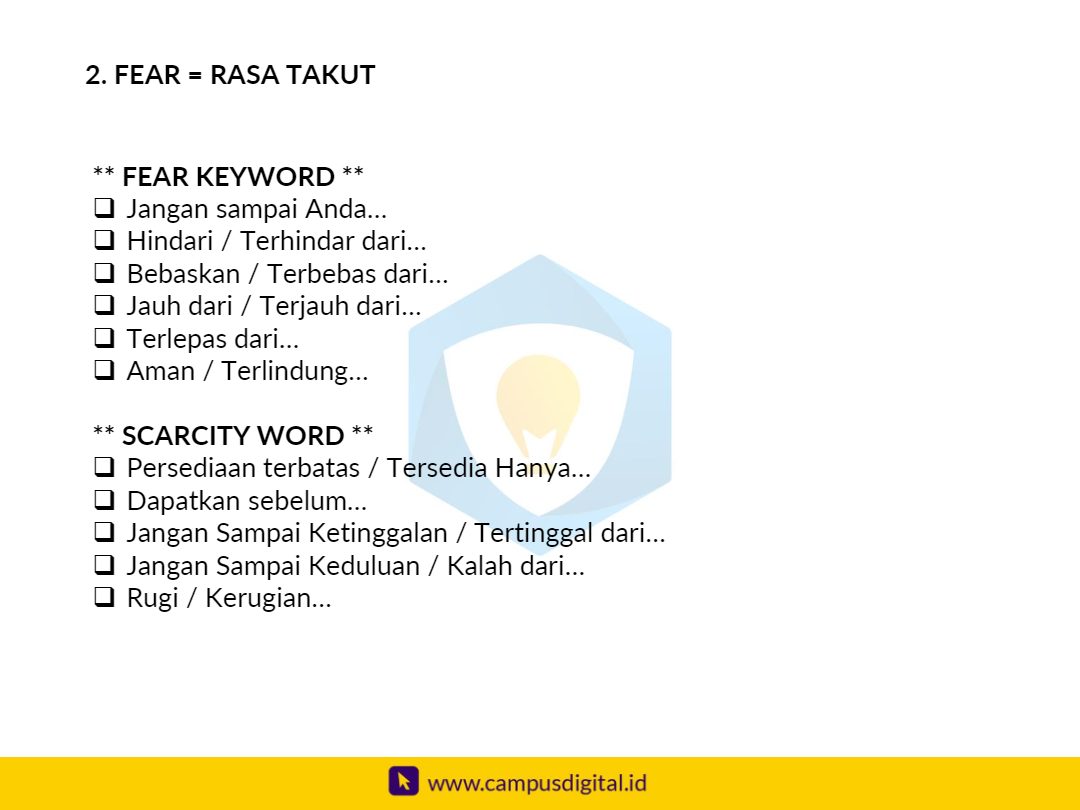 2. FEAR = RASA TAKUT
** FEAR KEYWORD **
❑ Jangan sampai Anda...
❑ Hindari / Terhindar dari...
❑ Bebaskan / Terbebas dari...
❑ Jauh dari / Terjauh dari...
❑ Terlepas dari...
❑ Aman / Terlindung...
** SCARCITY WORD **
❑ Persediaan terbatas / Tersedia Hanya...
❑ Dapatkan sebelum...
❑ Jangan Sampai Ketinggalan / Tertinggal dari...
❑ Jangan Sampai Keduluan / Kalah dari...
❑ Rugi / Kerugian...
www.campusdigital.id